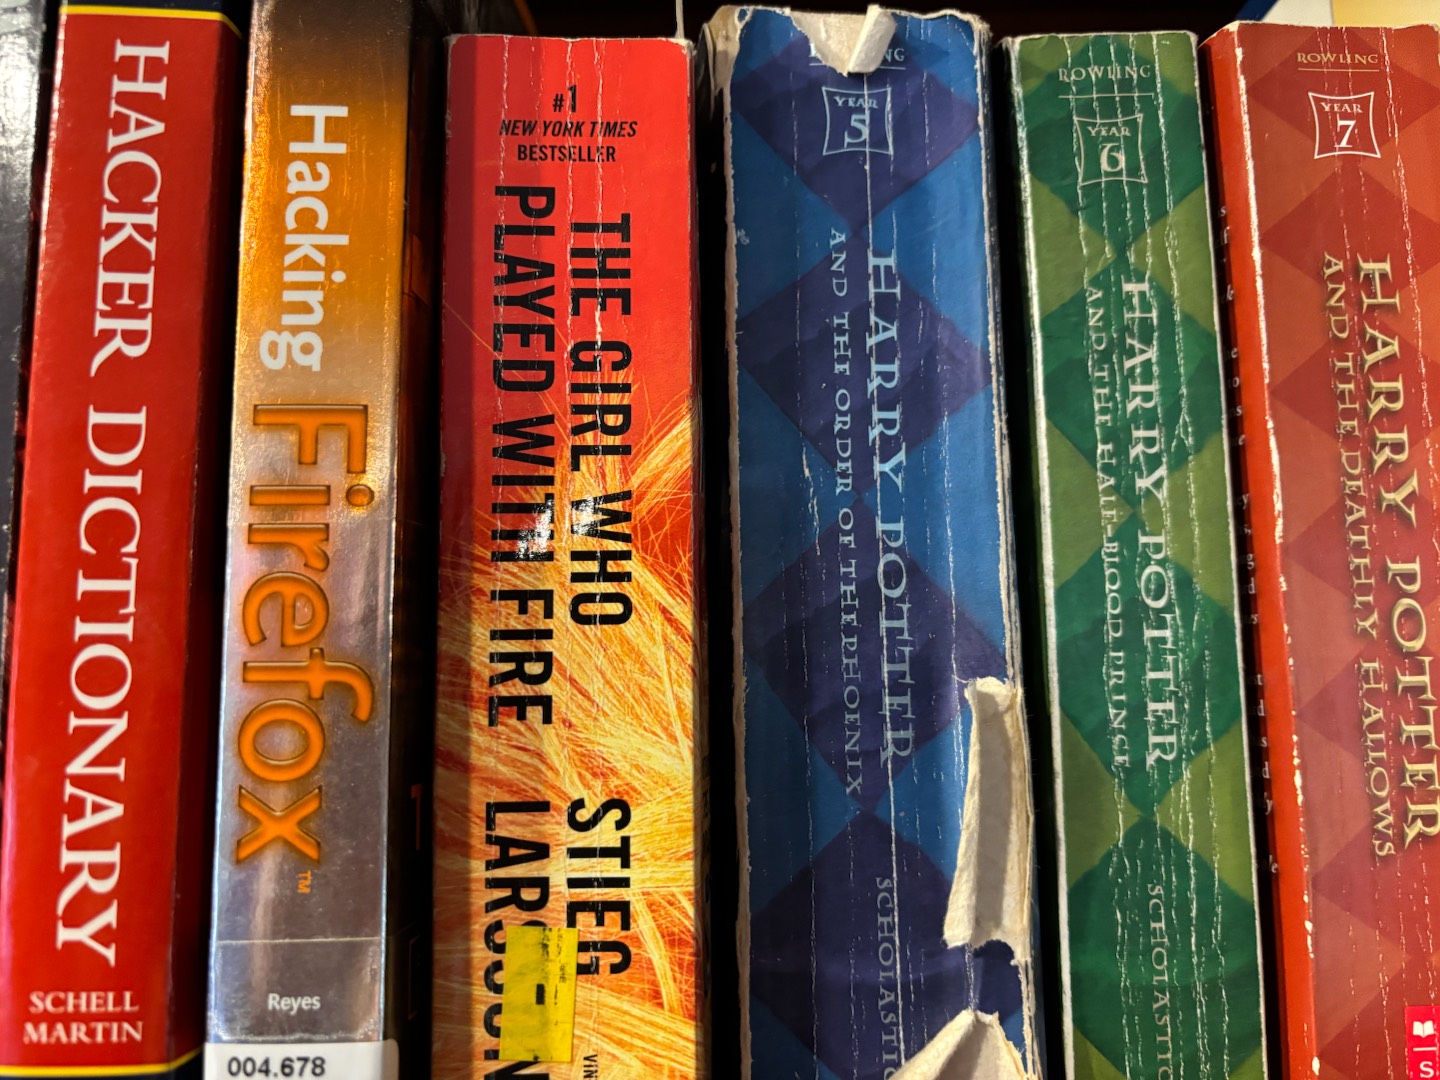 HACKER DICTIONARY
SCHELL
MARTIN
Hacking
Firefox™
Reyes
004.678
#1
NEW YORK TIMES
BESTSELLER
THE GIRL WHO
PLAYED WITH FIRE
STIEG
YEAR
5
HARRY POTTER
AND THE ORDER OF THE PHOENIX
SCHOLASTIC
ROWLING
YEAR
6
HARRY POTTER
AND THE HALF-BLOOD PRINCE
SCHOLASTIC
ROWLING
YEAR
7
HARRY POTTER
AND THE DEATHLY HALLOWS
S